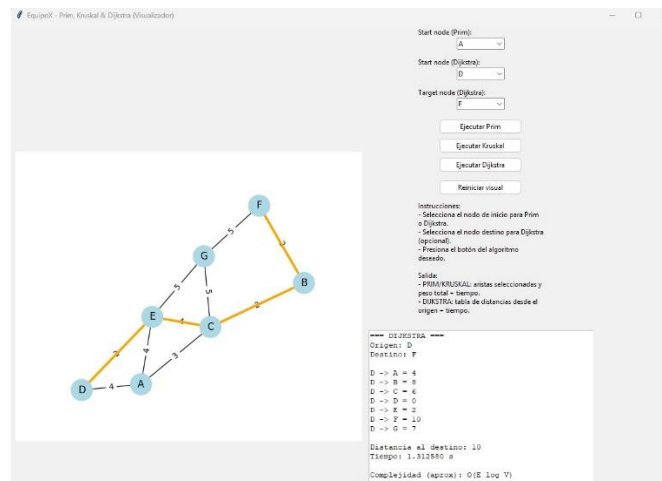 EquipoX - Prim, Kruskal & Dijkstra (Visualizador)
Start node (Prim):
A
Start node (Dijkstra):
D
Target node (Dijkstra):
F
Ejecutar Prim
Ejecutar Kruskal
Ejecutar Dijkstra
Reiniciar visual
Instrucciones:
- Selecciona el nodo de inicio para Prim
o Dijkstra.
- Selecciona el nodo destino para Dijkstra
(opcional).
- Presiona el botón del algoritmo
deseado.
Salida:
- PRIM/KRUSKAL: aristas seleccionadas y
peso total + tiempo.
- DIJKSTRA: tabla de distancias desde el
origen + tiempo.
F
5
G
B
5
5
2
E
4
C
2
4
3
D
4
A
=== DIJKSTRA ===
Origen: D
Destino: F
D -> A = 4
D -> B = 8
D -> C = 6
D -> D = 0
D -> E = 2
D -> F = 10
D -> G = 7
Distancia al destino: 10
Tiempo: 1.312580 s
Complejidad (aprox): O(E log V)